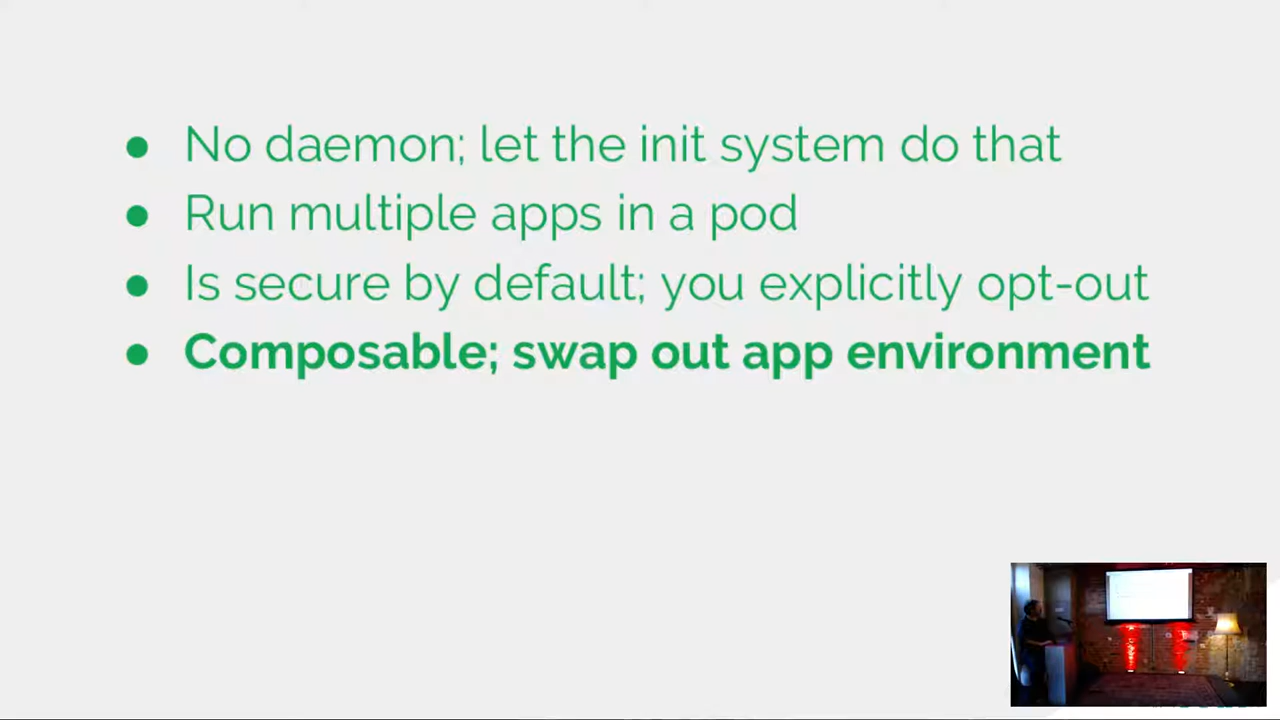 ● No daemon; let the init system do that
● Run multiple apps in a pod
● Is secure by default; you explicitly opt-out
● Composable; swap out app environment